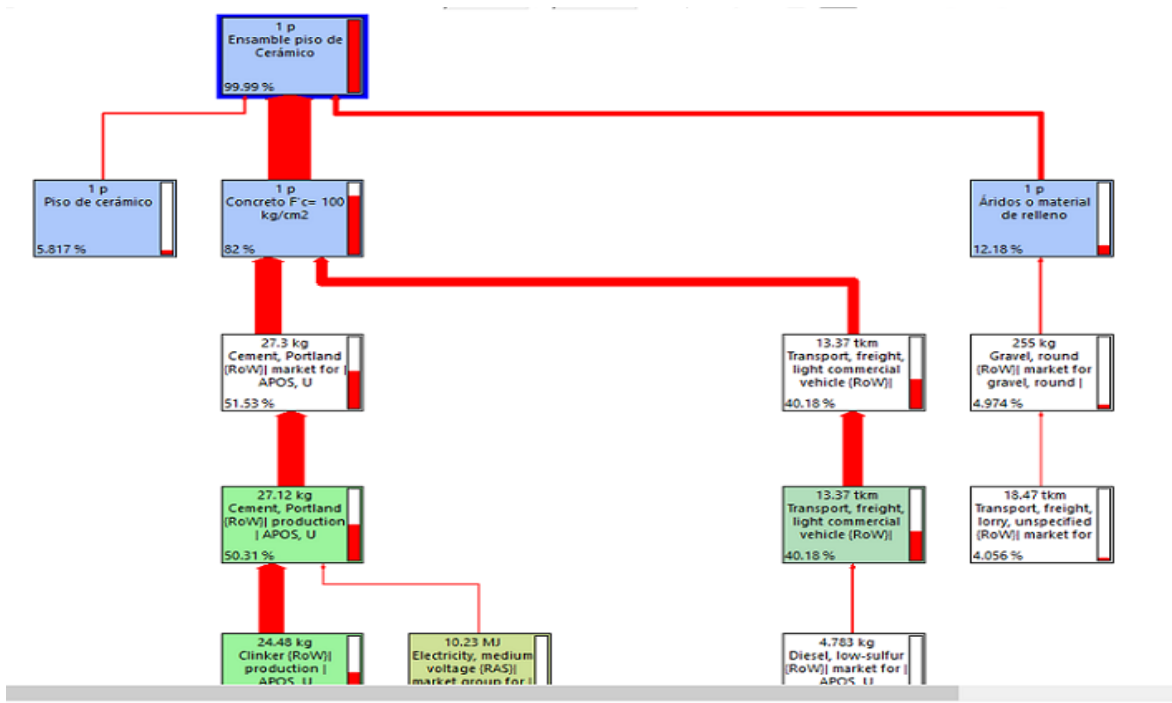 1 p
Ensamble piso de
Cerámico
99.99 %
1 p
Piso de cerámico
5.817 %
1 p
Concreto F´c= 100
kg/cm2
82 %
1 p
Áridos o material
de relleno
12.18 %
27.3 kg
Cement, Portland
{RoW}| market for |
APOS, U
51.53 %
13.37 tkm
Transport, freight,
light commercial
vehicle {RoW}|
40.18 %
255 kg
Gravel, round
{RoW}| market for
gravel, round |
4.974 %
27.12 kg
Cement, Portland
{RoW}| production
| APOS, U
50.31 %
13.37 tkm
Transport, freight,
light commercial
vehicle {RoW}|
40.18 %
18.47 tkm
Transport, freight,
lorry, unspecified
{RoW}| market for
4.056 %
24.48 kg
Clinker {RoW}|
production |
APOS, U
10.23 MJ
Electricity, medium
voltage {RAS}|
market group for |
4.783 kg
Diesel, low-sulfur
{RoW}| market for |
APOS, U